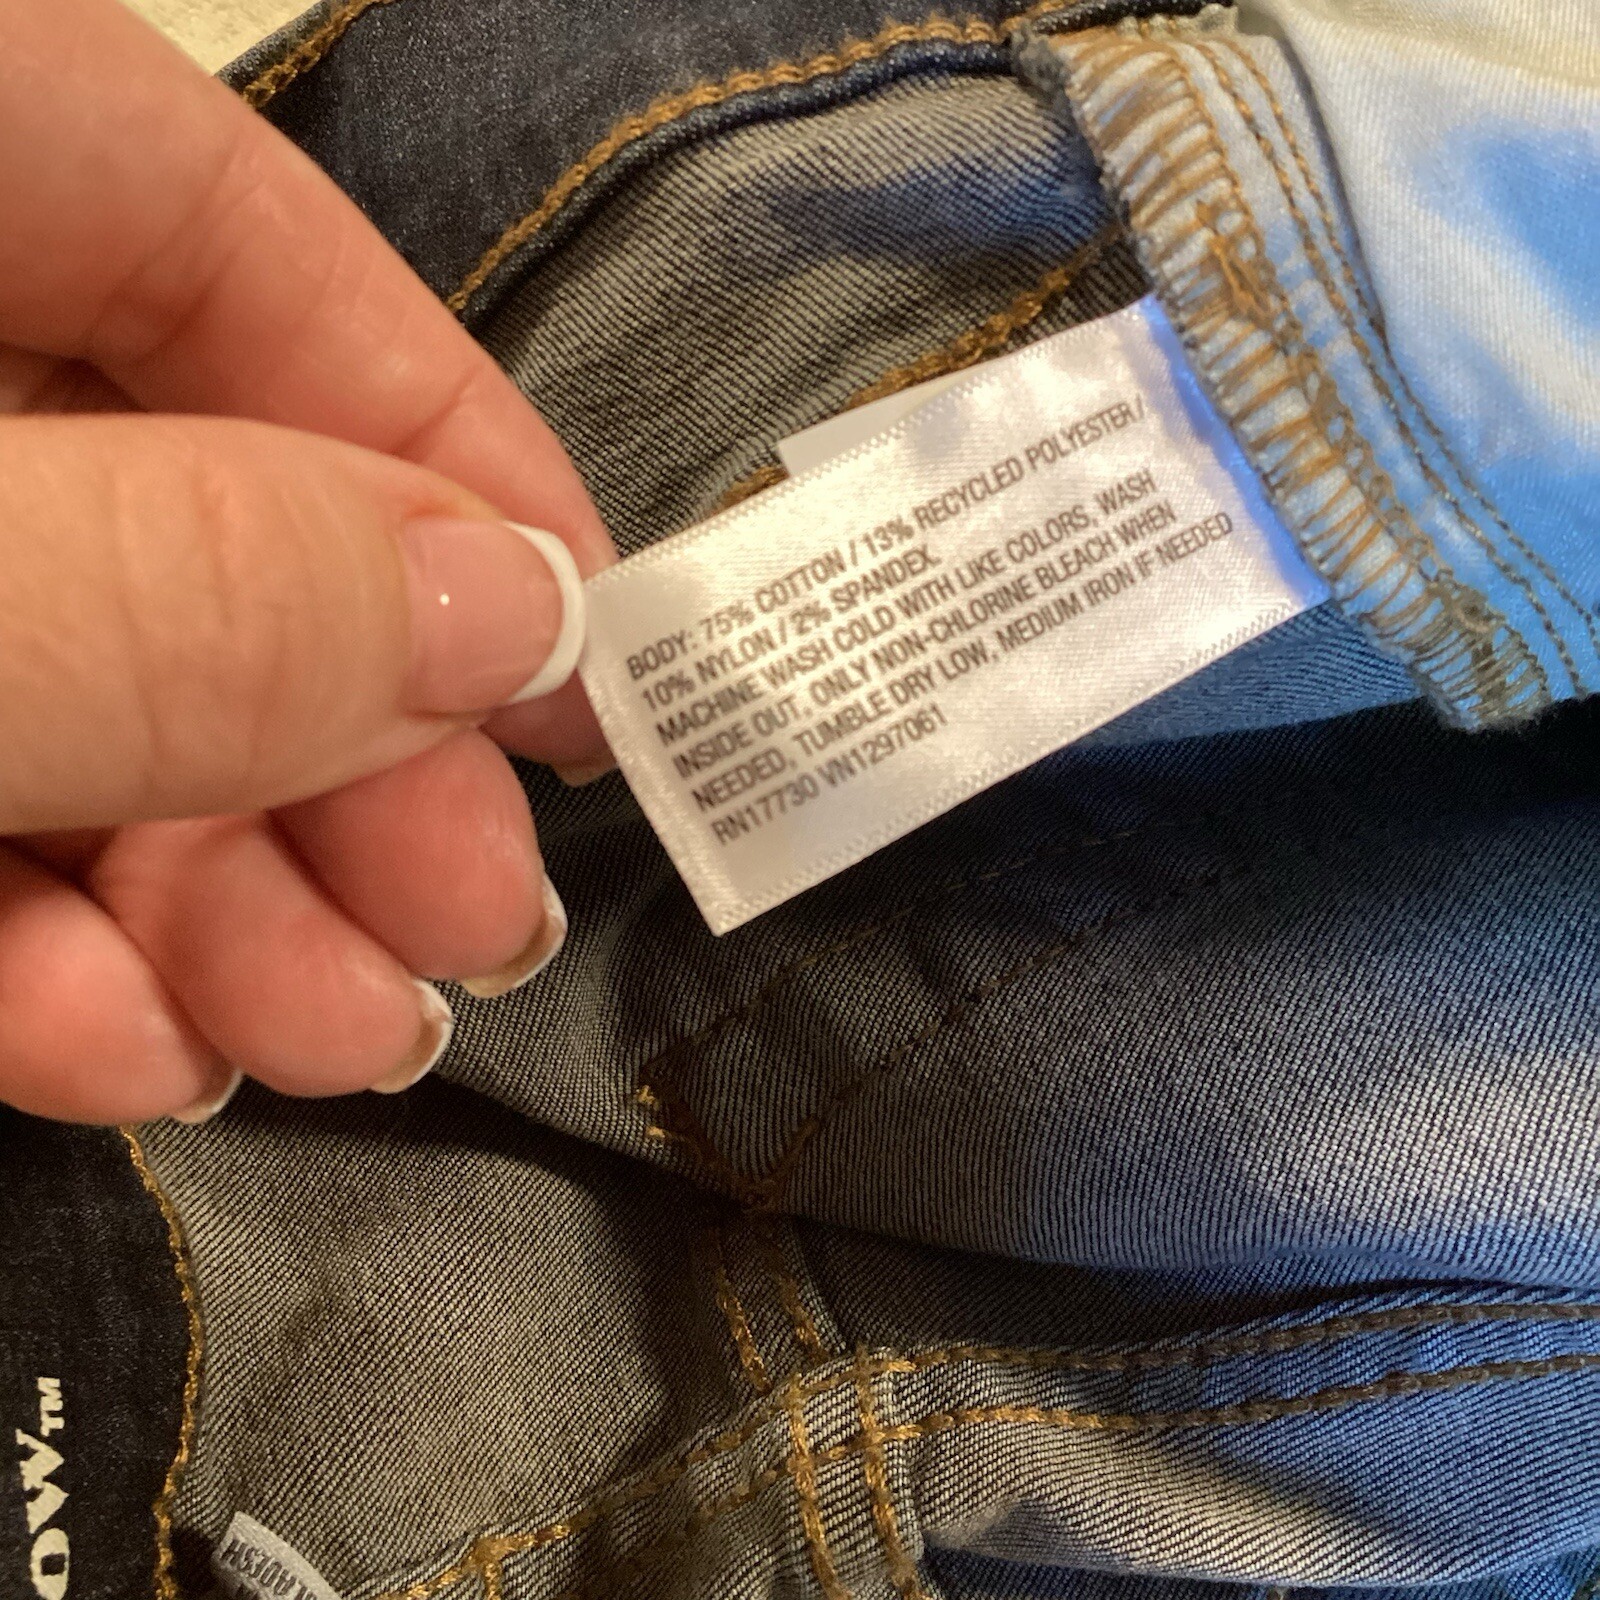 BODY: 75% COTTON / 13% RECYCLED POLYESTER /
10% NYLON / 2% SPANDEX
MACHINE WASH COLD WITH LIKE COLORS, WASH
INSIDE OUT, ONLY NON-CHLORINE BLEACH WHEN
NEEDED, TUMBLE DRY LOW, MEDIUM IRON IF NEEDED
RN17730 VN1297061
OW™